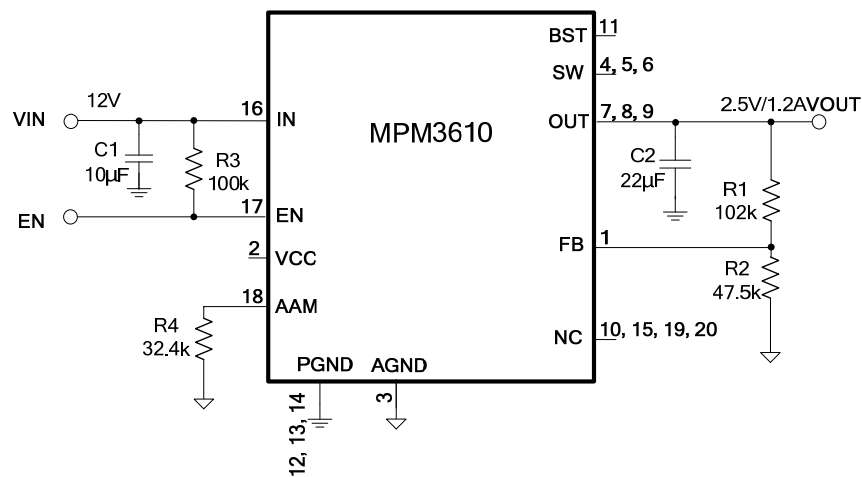 BST
11
SW
4, 5, 6
VIN
12V
16
IN
MPM3610
OUT
7, 8, 9
2.5V/1.2AVOUT
C1
10µF
R3
100k
C2
22µF
R1
102k
EN
17
EN
FB
1
2
VCC
R2
47.5k
18
AAM
R4
32.4k
NC
10, 15, 19, 20
PGND
AGND
12, 13, 14
3